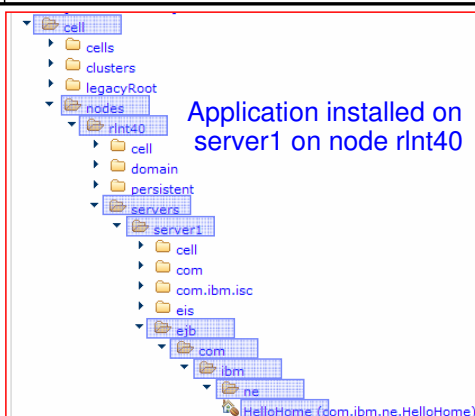 cell
cells
clusters
legacyRoot
nodes
Application installed on
server1 on node rlnt40
rlnt40
cell
domain
persistent
servers
server1
cell
com
com.ibm.isc
eis
ejb
com
ibm
ne
HelloHome (com.ibm.ne.HelloHome)